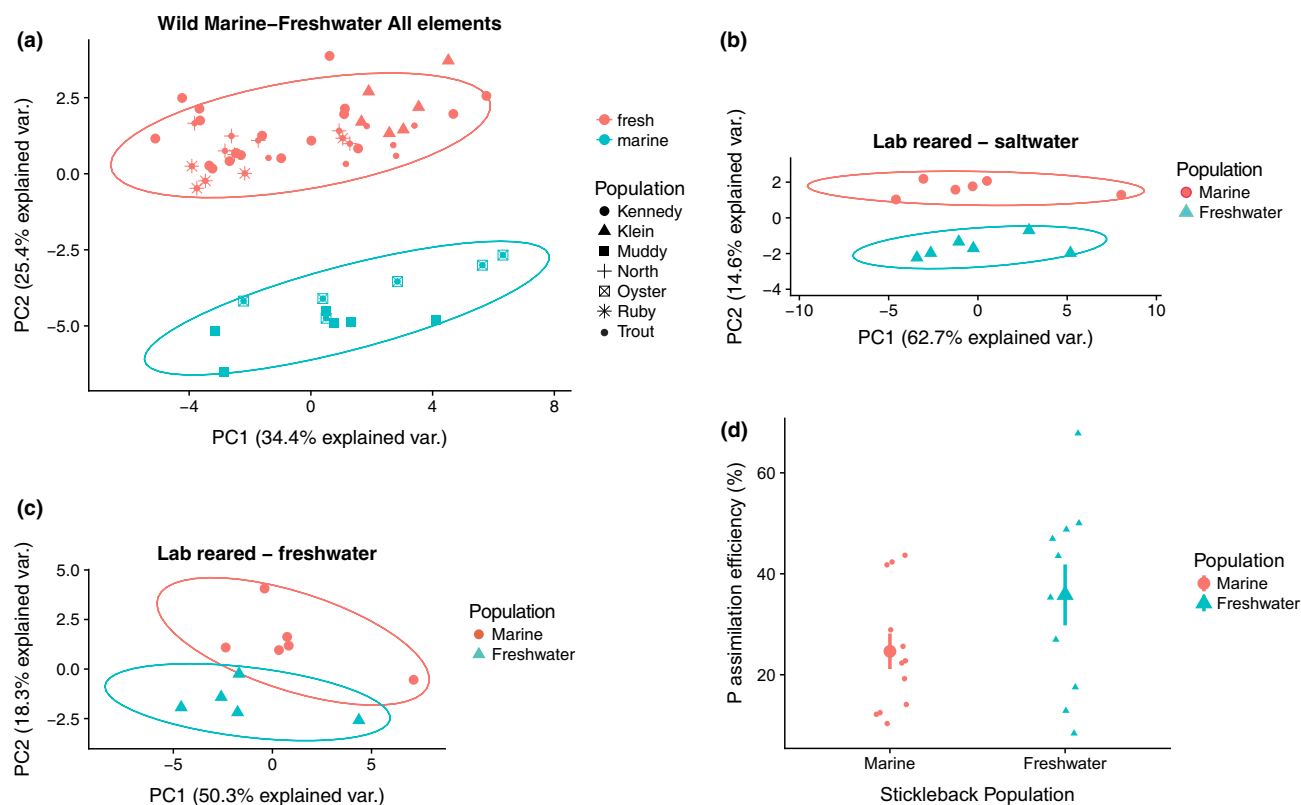 (a)
Wild Marine−Freshwater All elements
PC2 (25.4% explained var.)
2.5
0.0
−2.5
−5.0
−4
0
4
8
PC1 (34.4% explained var.)
fresh
marine
Population
Kennedy
Klein
Muddy
North
Oyster
Ruby
Trout
(b)
Lab reared − saltwater
PC2 (14.6% explained var.)
2
0
−2
−4
−10
−5
0
5
10
PC1 (62.7% explained var.)
Population
Marine
Freshwater
(c)
Lab reared − freshwater
PC2 (18.3% explained var.)
5.0
2.5
0.0
−2.5
−5
0
5
PC1 (50.3% explained var.)
Population
Marine
Freshwater
(d)
P assimilation efficiency (%)
60
40
20
Marine
Freshwater
Stickleback Population
Population
Marine
Freshwater